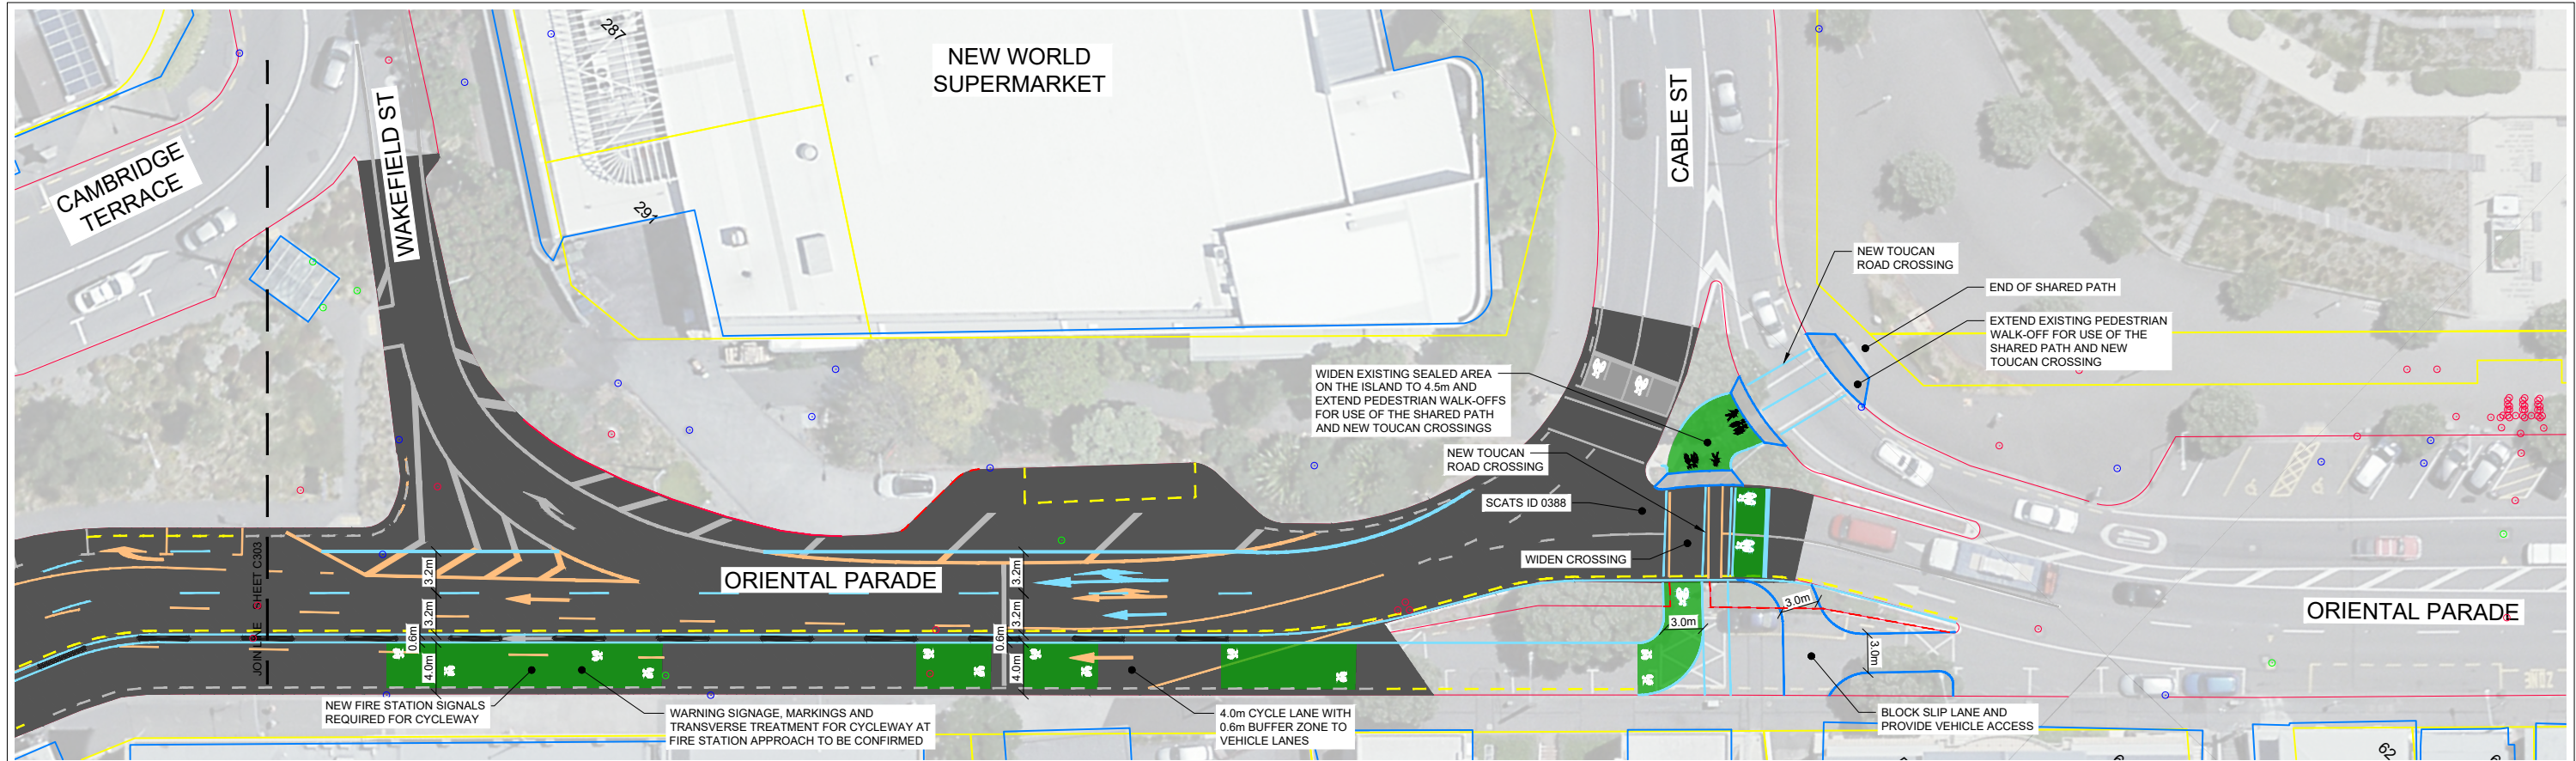 287
NEW WORLD
SUPERMARKET
CAMBRIDGE
TERRACE
WAKEFIELD ST
CABLE ST
291
NEW TOUCAN
ROAD CROSSING
END OF SHARED PATH
EXTEND EXISTING PEDESTRIAN
WALK-OFF FOR USE OF THE
SHARED PATH AND NEW
TOUCAN CROSSING
WIDEN EXISTING SEALED AREA
ON THE ISLAND TO 4.5m AND
EXTEND PEDESTRIAN WALK-OFFS
FOR USE OF THE SHARED PATH
AND NEW TOUCAN CROSSINGS
NEW TOUCAN
ROAD CROSSING
SCATS ID 0388
WIDEN CROSSING
JOIN LINE SHEET C303
3.2m
3.2m
0.6m
4.0m
ORIENTAL PARADE
3.2m
3.2m
0.6m
4.0m
3.0m
3.0m
3.0m
ORIENTAL PARADE
NEW FIRE STATION SIGNALS
REQUIRED FOR CYCLEWAY
WARNING SIGNAGE, MARKINGS AND
TRANSVERSE TREATMENT FOR CYCLEWAY AT
FIRE STATION APPROACH TO BE CONFIRMED
4.0m CYCLE LANE WITH
0.6m BUFFER ZONE TO
VEHICLE LANES
BLOCK SLIP LANE AND
PROVIDE VEHICLE ACCESS
62